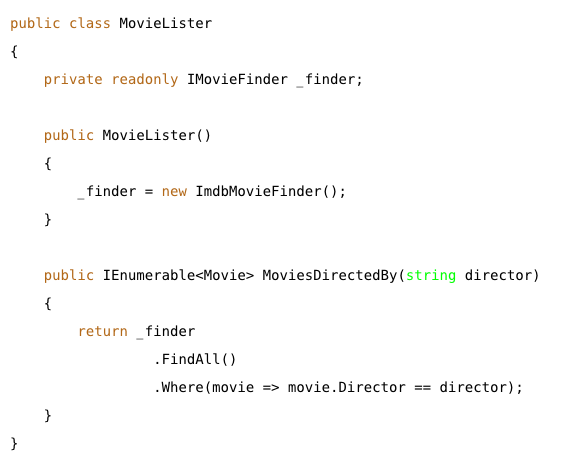 public class MovieLister
{
    private readonly IMovieFinder _finder;

    public MovieLister()
    {
        _finder = new ImdbMovieFinder();
    }

    public IEnumerable<Movie> MoviesDirectedBy(string director)
    {
        return _finder
                 .FindAll()
                 .Where(movie => movie.Director == director);
    }
}